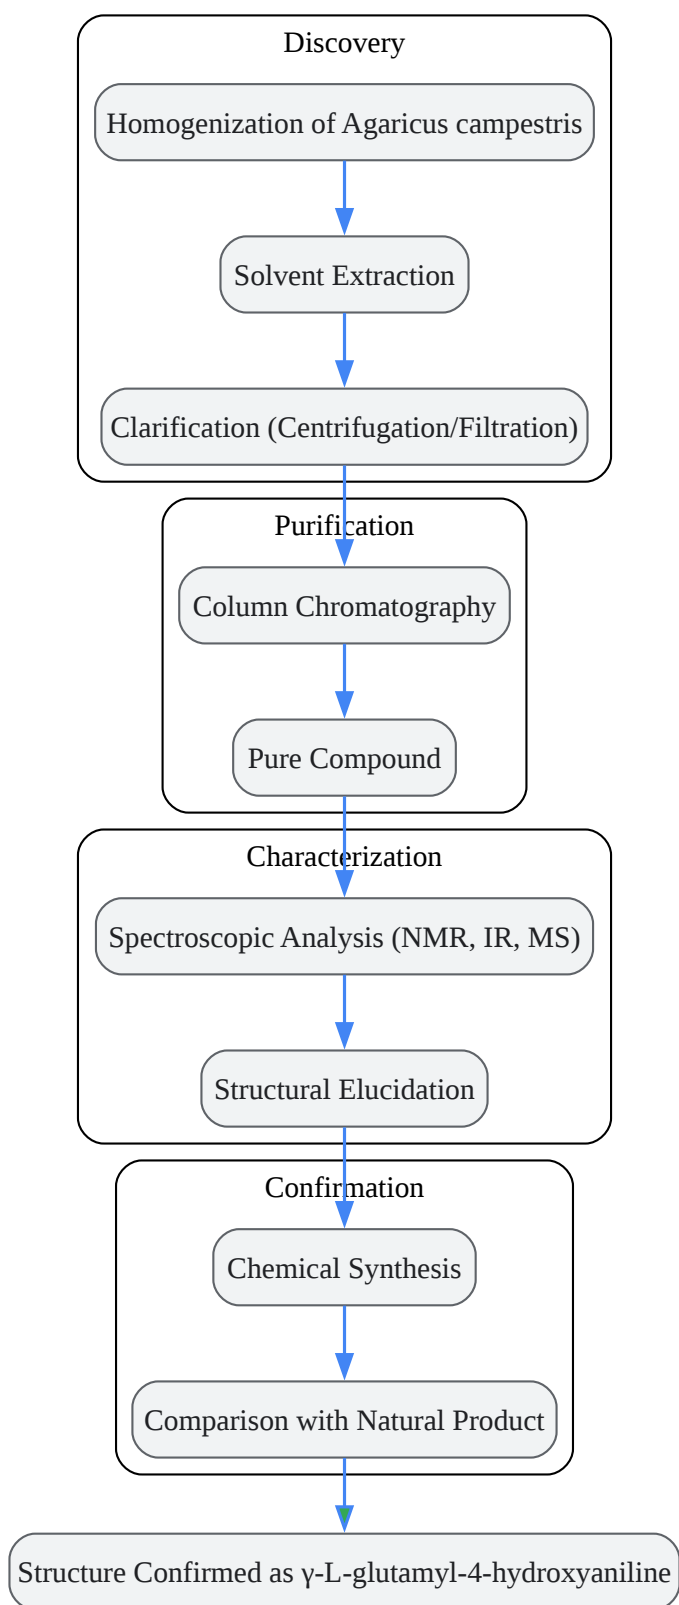 Discovery
Homogenization of Agaricus campestris
Solvent Extraction
Clarification (Centrifugation/Filtration)
Purification
Column Chromatography
Pure Compound
Characterization
Spectroscopic Analysis (NMR, IR, MS)
Structural Elucidation
Confirmation
Chemical Synthesis
Comparison with Natural Product
Structure Confirmed as γ-L-glutamyl-4-hydroxyaniline